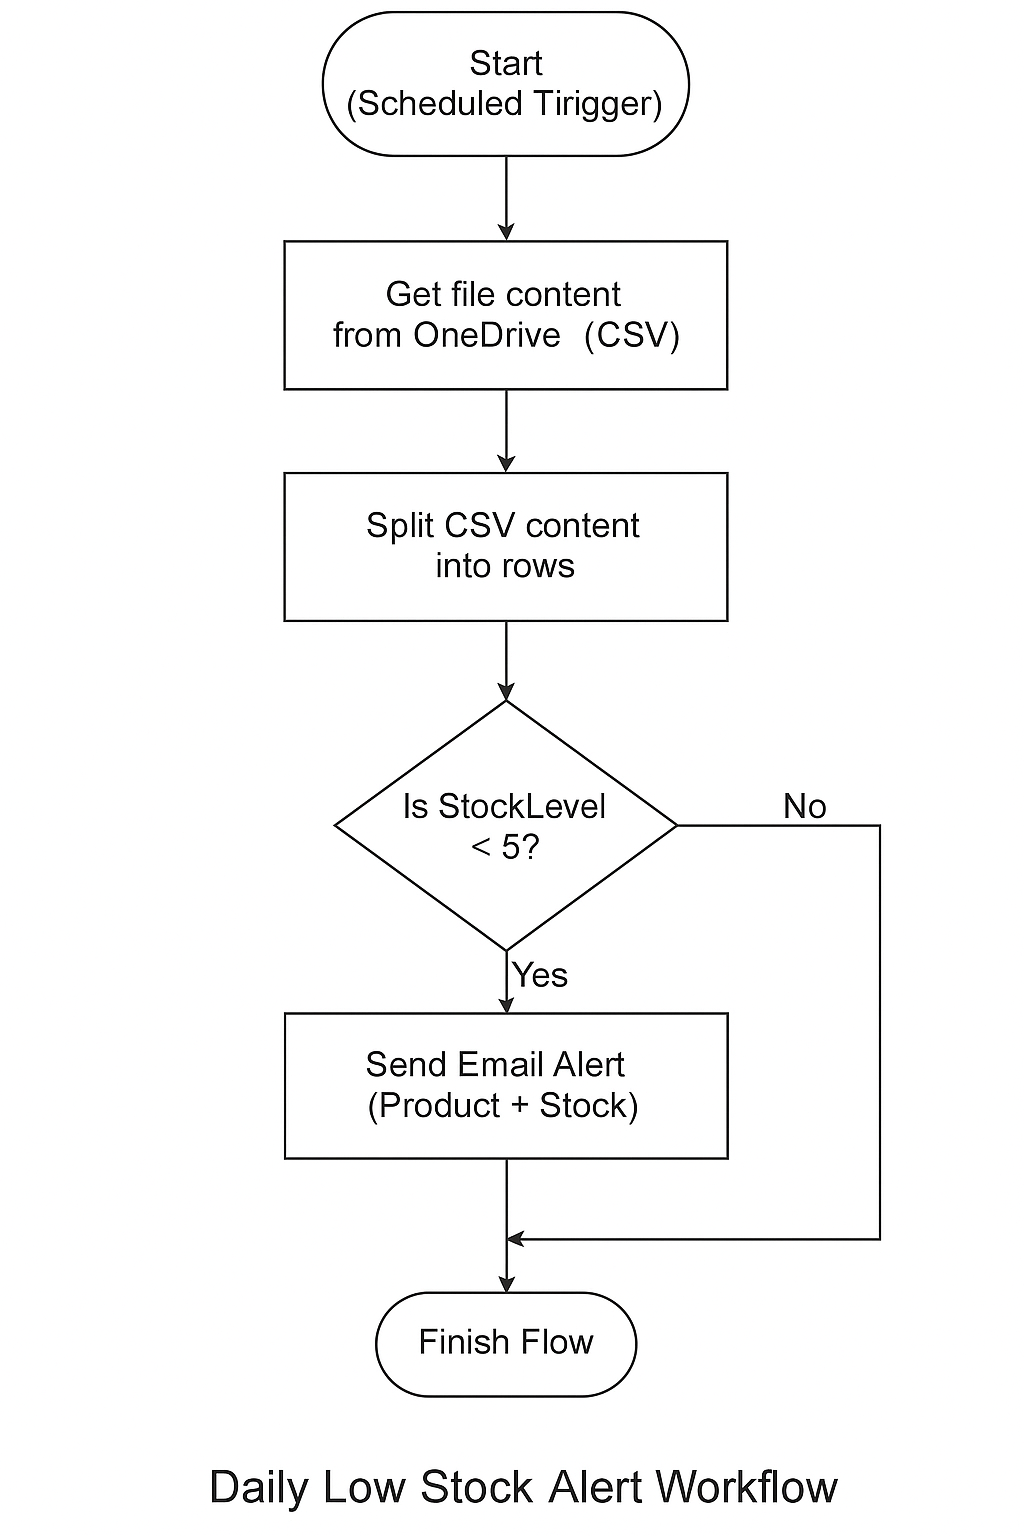 Start
(Scheduled Tirigger)
Get file content
from OneDrive (CSV)
Split CSV content
into rows
Is StockLevel
< 5?
No
Yes
Send Email Alert
(Product + Stock)
Finish Flow
Daily Low Stock Alert Workflow